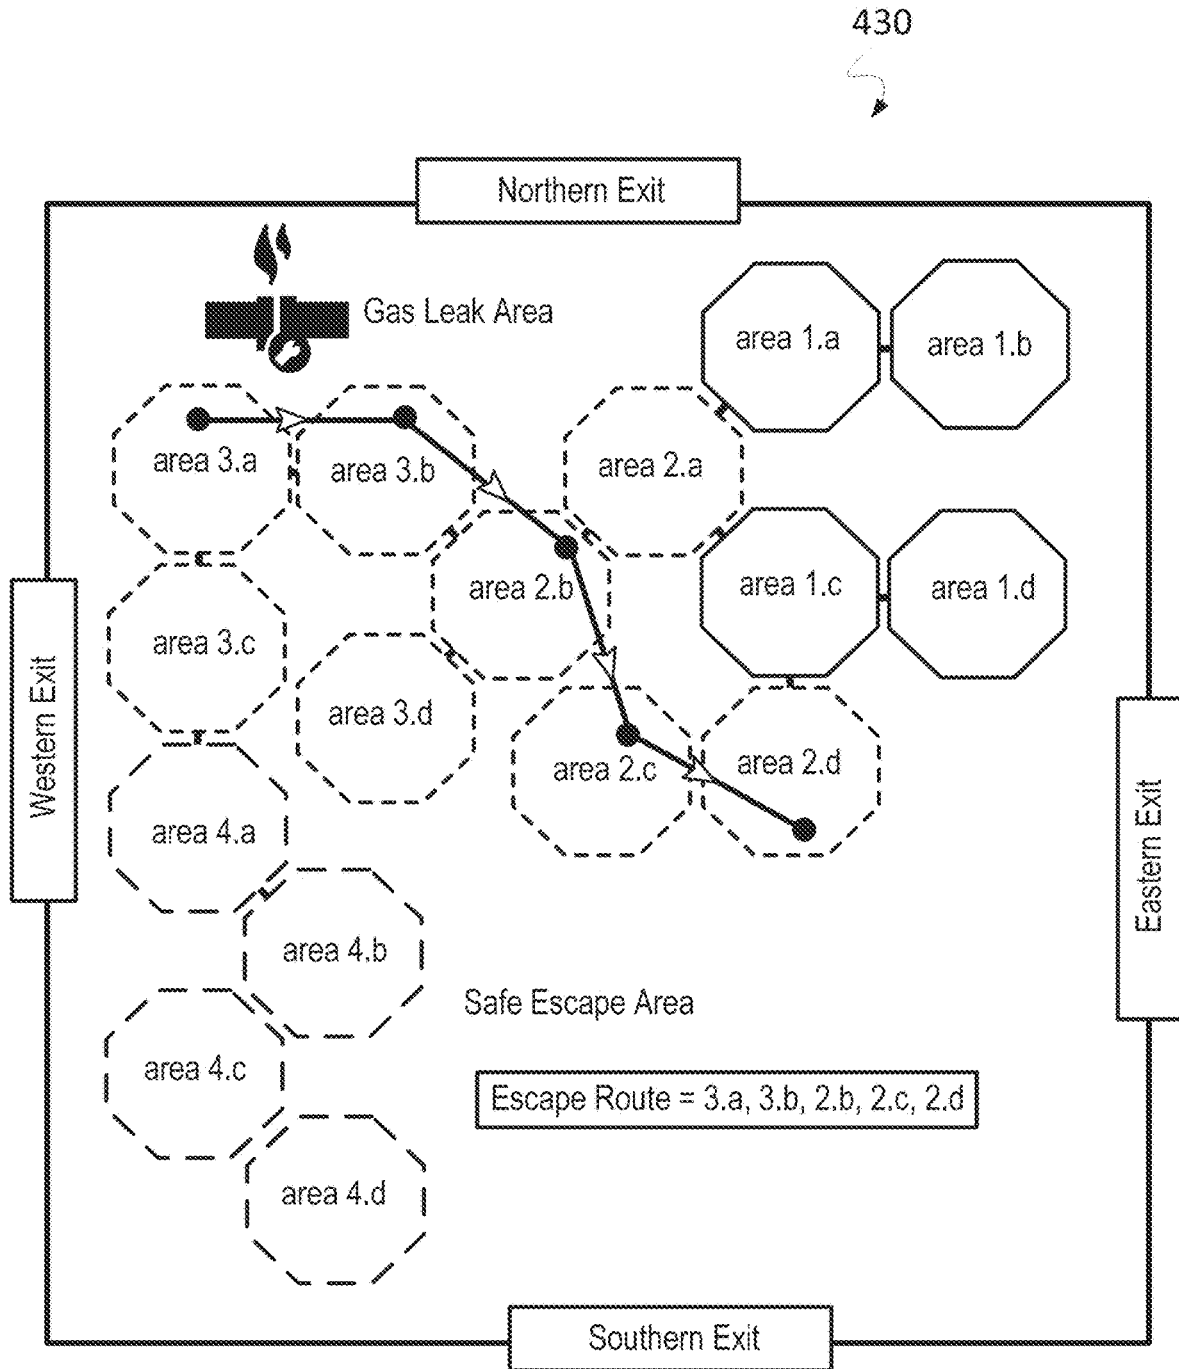 430
Northern Exit
Gas Leak Area
area 1.a
area 1.b
area 3.a
area 3.b
area 2.a
area 2.b
area 1.c
area 1.d
area 3.c
Western Exit
area 3.d
area 2.c
area 2.d
area 4.a
Eastern Exit
area 4.b
Safe Escape Area
area 4.c
Escape Route = 3.a, 3.b, 2.b, 2.c, 2.d
area 4.d
Southern Exit